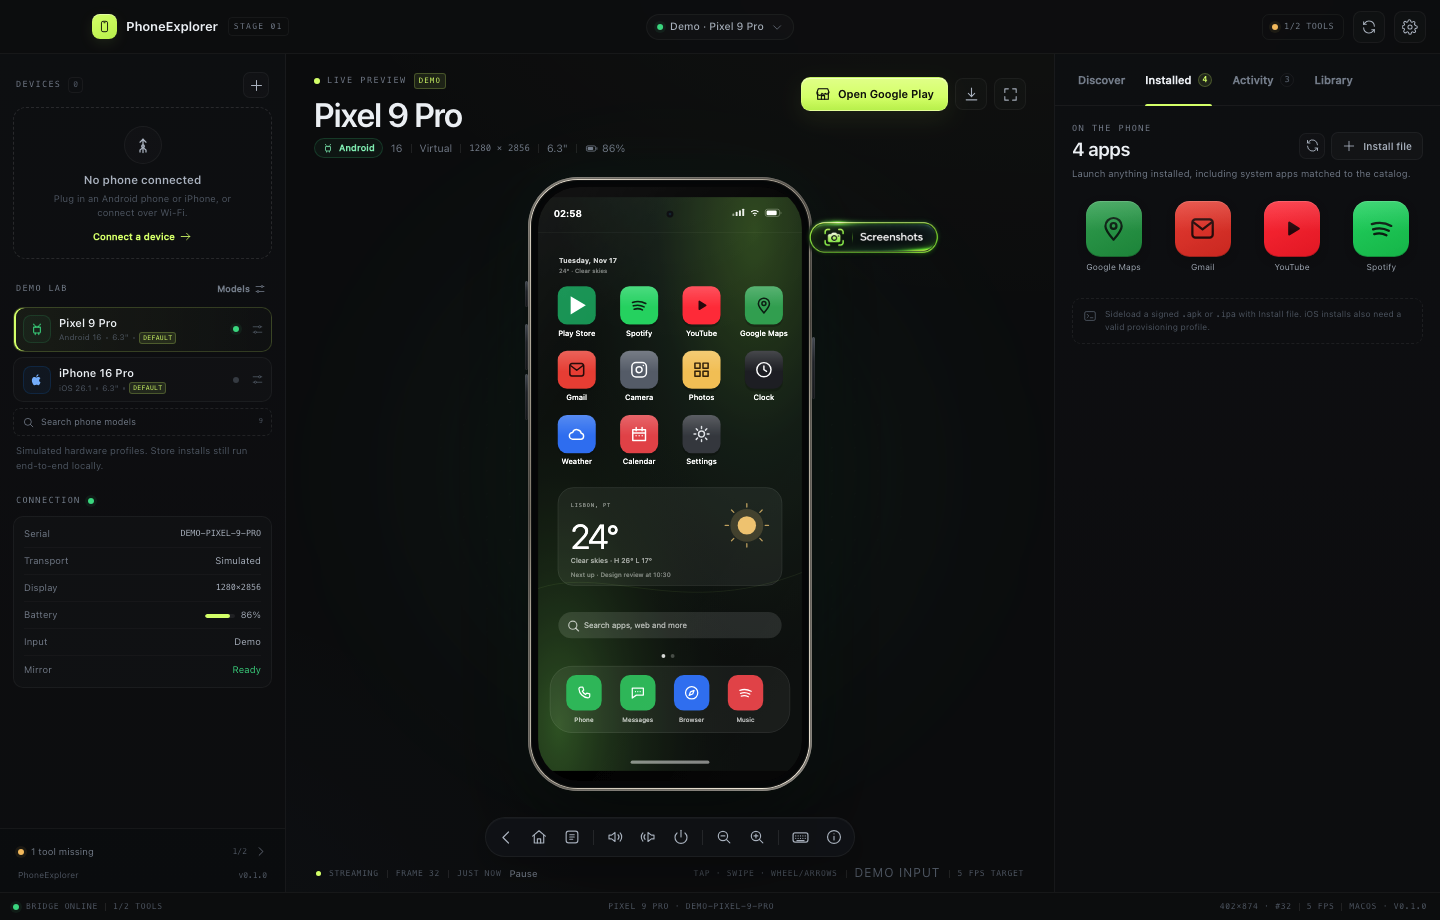 PhoneExplorer STAGE 01
Demo · Pixel 9 Pro
1/2 TOOLS
DEVICES 0
No phone connected
Plug in an Android phone or iPhone, or
connect over Wi-Fi.
Connect a device →
DEMO LAB Models
Pixel 9 Pro
Android 16 • 6.3" • DEFAULT
iPhone 16 Pro
iOS 26.1 • 6.3" • DEFAULT
Search phone models 9
Simulated hardware profiles. Store installs still run
end-to-end locally.
CONNECTION
Serial DEMO-PIXEL-9-PRO
Transport Simulated
Display 1280×2856
Battery 86%
Input Demo
Mirror Ready
1 tool missing 1/2
PhoneExplorer v0.1.0
LIVE PREVIEW DEMO
Pixel 9 Pro
Android 16 | Virtual | 1280 × 2856 | 6.3" | 86%
Open Google Play
02:58
Screenshots
Tuesday, Nov 17
24° · Clear skies
Play Store Spotify YouTube Google Maps
Gmail Camera Photos Clock
Weather Calendar Settings
LISBON, PT
24°
Clear skies · H 26° L 17°
Next up · Design review at 10:30
Search apps, web and more
Phone Messages Browser Music
STREAMING | FRAME 32 | JUST NOW Pause
TAP · SWIPE · WHEEL/ARROWS | DEMO INPUT | 5 FPS TARGET
Discover Installed 4 Activity 3 Library
ON THE PHONE
4 apps
Install file
Launch anything installed, including system apps matched to the catalog.
Google Maps Gmail YouTube Spotify
Sideload a signed .apk or .ipa with Install file. iOS installs also need a
valid provisioning profile.
BRIDGE ONLINE | 1/2 TOOLS
PIXEL 9 PRO · DEMO-PIXEL-9-PRO
402×874 · #32 | 5 FPS | MACOS · V0.1.0